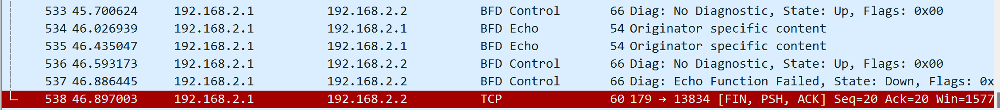 533 45.700624 192.168.2.1 192.168.2.2 BFD Control 66 Diag: No Diagnostic, State: Up, Flags: 0x00
534 46.026939 192.168.2.1 192.168.2.1 BFD Echo 54 Originator specific content
535 46.435047 192.168.2.1 192.168.2.1 BFD Echo 54 Originator specific content
536 46.593173 192.168.2.1 192.168.2.2 BFD Control 66 Diag: No Diagnostic, State: Up, Flags: 0x00
537 46.886445 192.168.2.1 192.168.2.2 BFD Control 66 Diag: Echo Function Failed, State: Down, Flags: 0x
538 46.897003 192.168.2.1 192.168.2.2 TCP 60 179 → 13834 [FIN, PSH, ACK] Seq=20 Ack=20 Win=1577